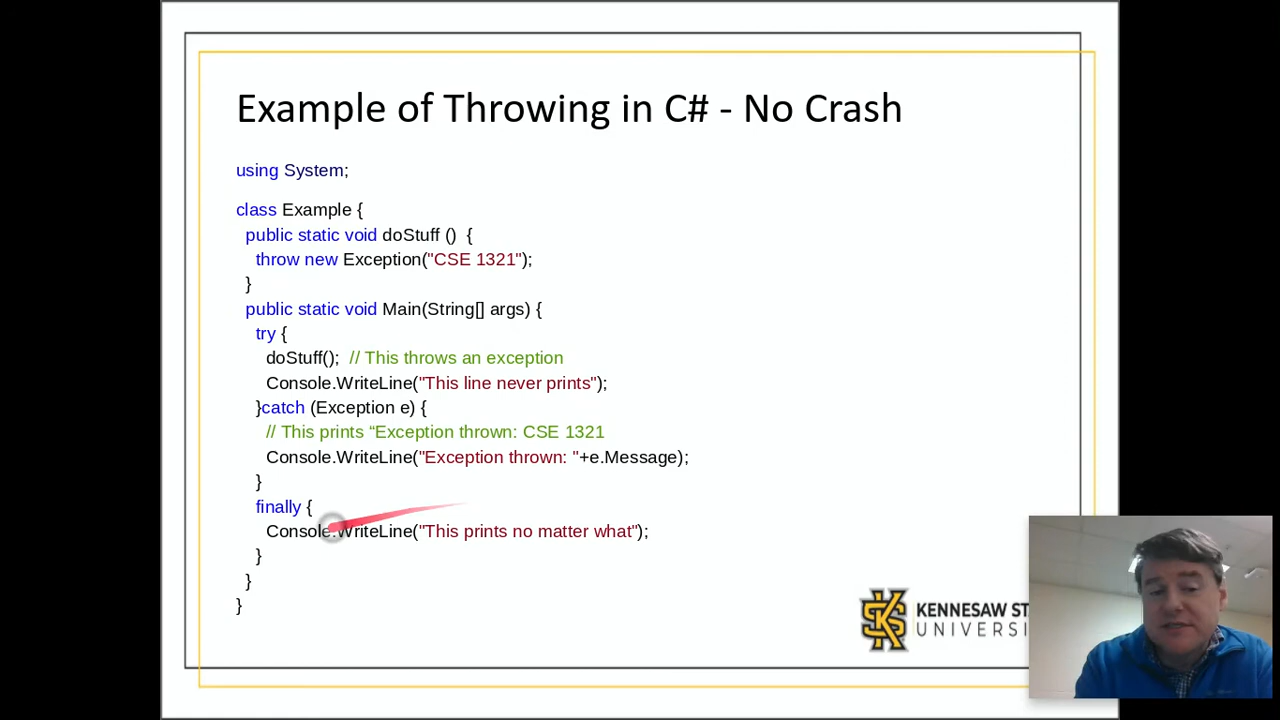 Example of Throwing in C# - No Crash
using System;
class Example {
public static void doStuff ()  {
throw new Exception("CSE 1321");
}
public static void Main(String[] args) {
try {
doStuff();  // This throws an exception
Console.WriteLine("This line never prints");
}catch (Exception e) {
// This prints “Exception thrown: CSE 1321
Console.WriteLine("Exception thrown: "+e.Message);
}
finally {
Console.WriteLine("This prints no matter what");
}
}
}
KENNESAW ST
UNIVERSI